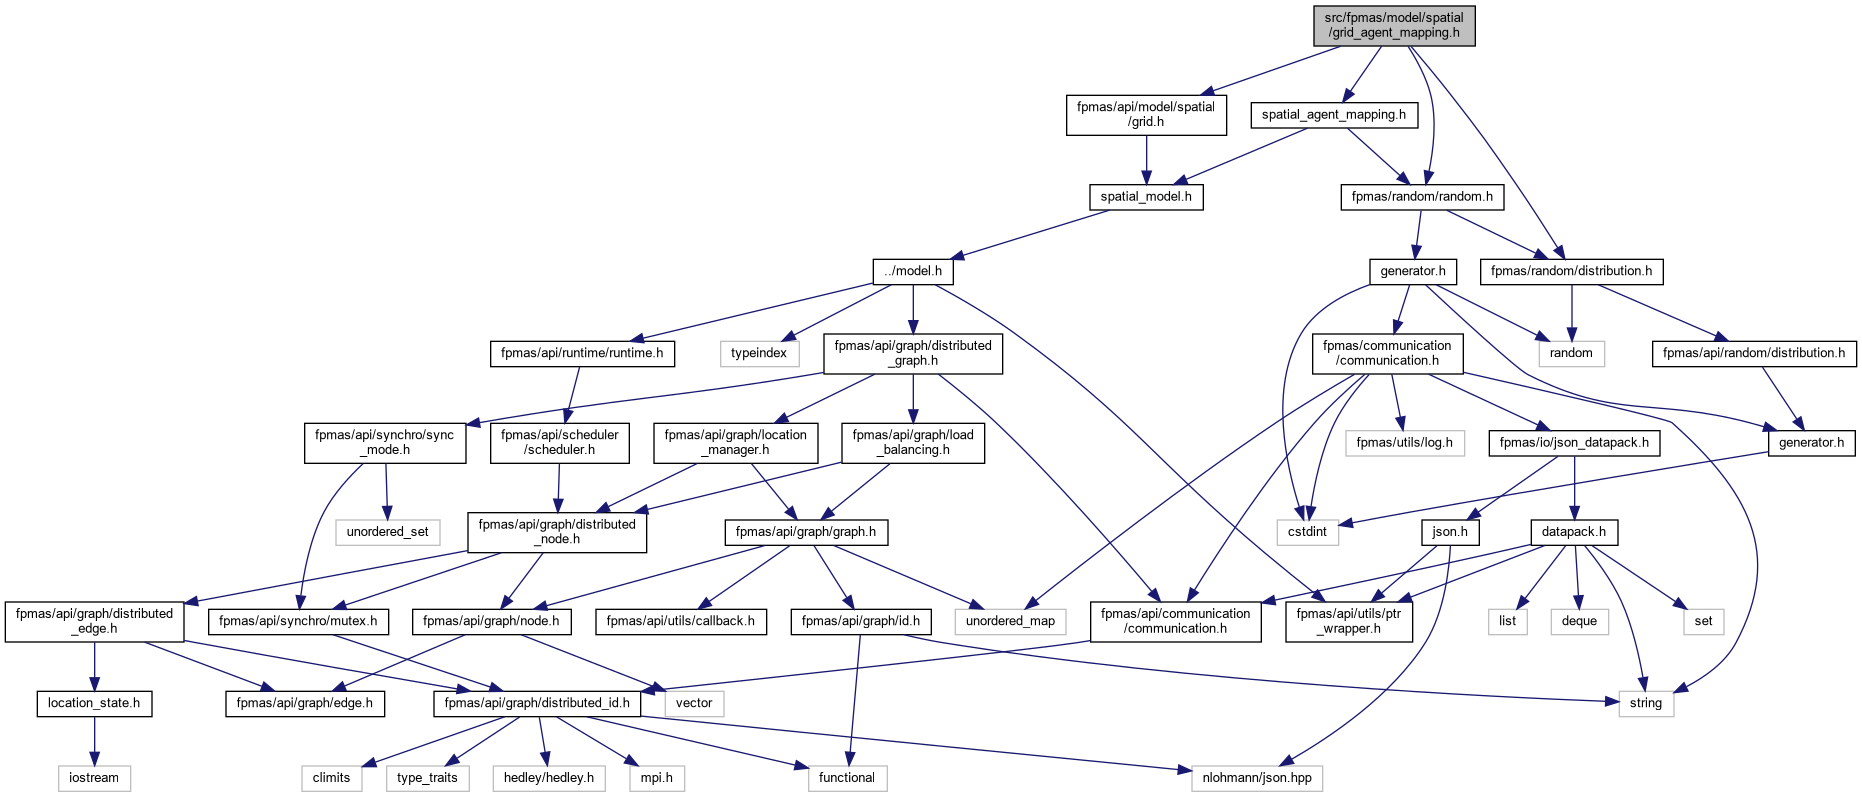 src/fpmas/model/spatial
/grid_agent_mapping.h
fpmas/api/model/spatial
/grid.h
spatial_agent_mapping.h
spatial_model.h
fpmas/random/random.h
../model.h
generator.h
fpmas/random/distribution.h
fpmas/api/runtime/runtime.h
typeindex
fpmas/api/graph/distributed
_graph.h
fpmas/communication
/communication.h
random
fpmas/api/random/distribution.h
fpmas/api/synchro/sync
_mode.h
fpmas/api/scheduler
/scheduler.h
fpmas/api/graph/location
_manager.h
fpmas/api/graph/load
_balancing.h
fpmas/utils/log.h
fpmas/io/json_datapack.h
generator.h
unordered_set
fpmas/api/graph/distributed
_node.h
fpmas/api/graph/graph.h
cstdint
json.h
datapack.h
fpmas/api/graph/distributed
_edge.h
fpmas/api/synchro/mutex.h
fpmas/api/graph/node.h
fpmas/api/utils/callback.h
fpmas/api/graph/id.h
unordered_map
fpmas/api/communication
/communication.h
fpmas/api/utils/ptr
_wrapper.h
list
deque
set
location_state.h
fpmas/api/graph/edge.h
fpmas/api/graph/distributed_id.h
vector
string
iostream
climits
type_traits
hedley/hedley.h
mpi.h
functional
nlohmann/json.hpp